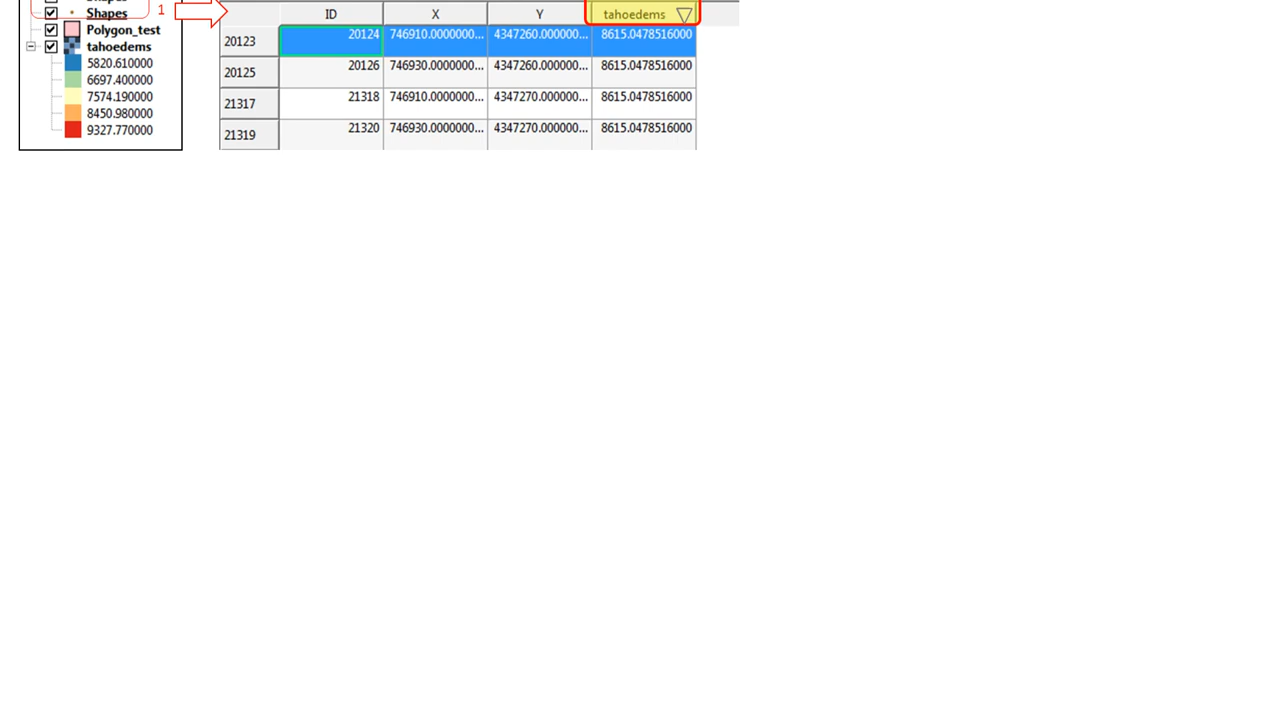 Shapes 1
Polygon_test
tahoedems
5820.610000
6697.400000
7574.190000
8450.980000
9327.770000
ID X Y tahoedems
20123 20124 746910.0000000... 4347260.000000... 8615.0478516000
20125 20126 746930.0000000... 4347260.000000... 8615.0478516000
21317 21318 746910.0000000... 4347270.000000... 8615.0478516000
21319 21320 746930.0000000... 4347270.000000... 8615.0478516000